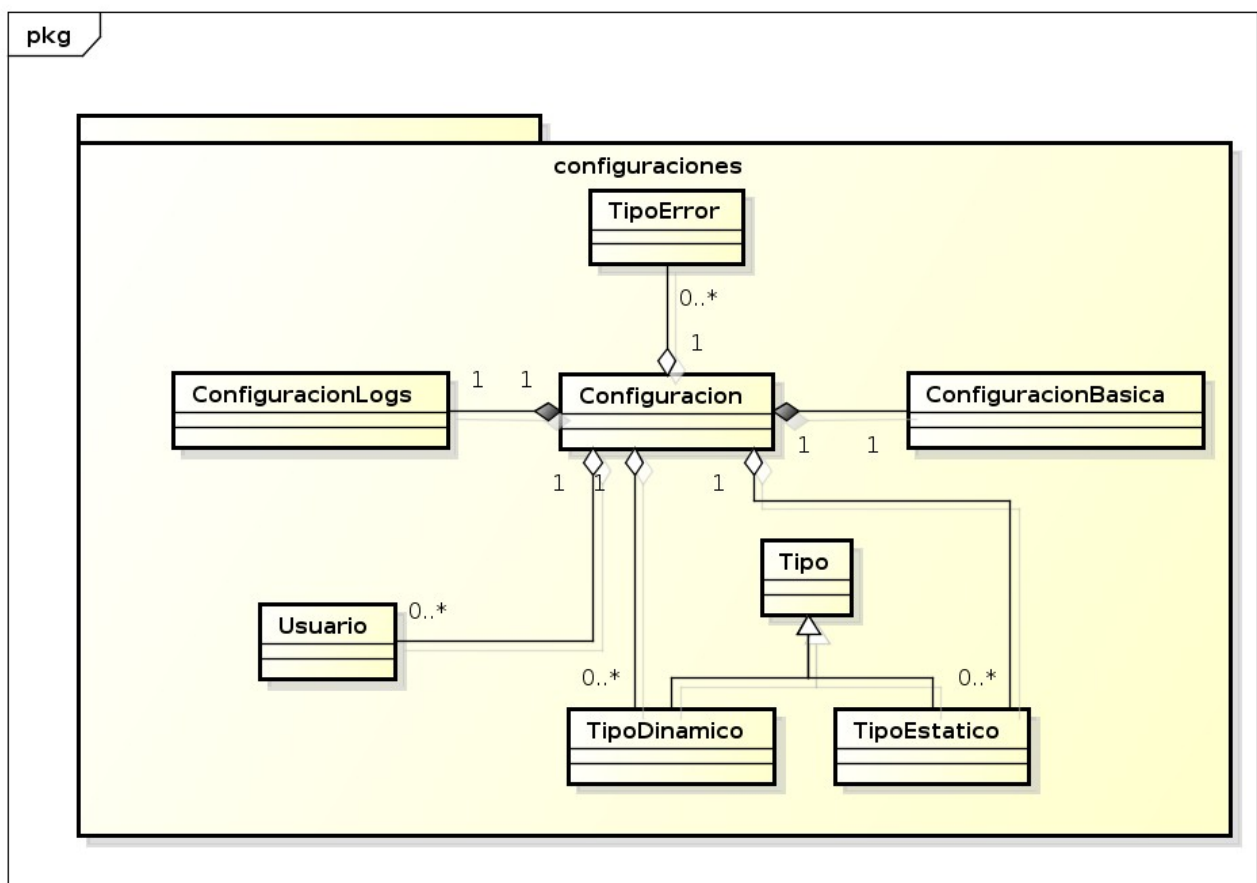 pkg
configuraciones
TipoError
0..*
1
ConfiguracionLogs
1
1
Configuracion
1
1
ConfiguracionBasica
1
1
1
Tipo
Usuario
0..*
0..*
0..*
TipoDinamico
TipoEstatico